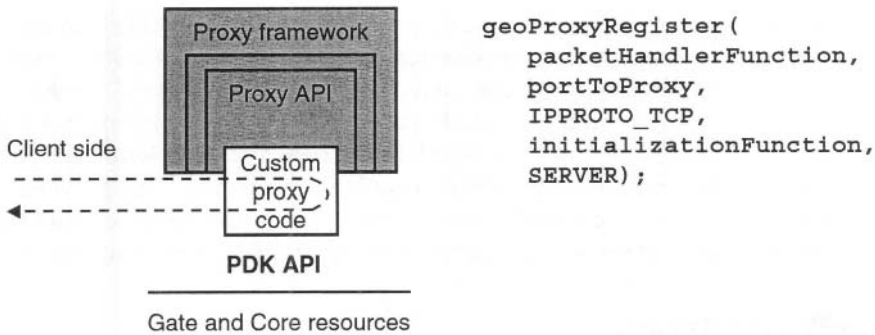 Proxy framework
Proxy API
Client side
Custom
proxy
code
PDK API
Gate and Core resources
geoProxyRegister(
packetHandlerFunction,
portToProxy,
IPPROTO_TCP,
initializationFunction,
SERVER);